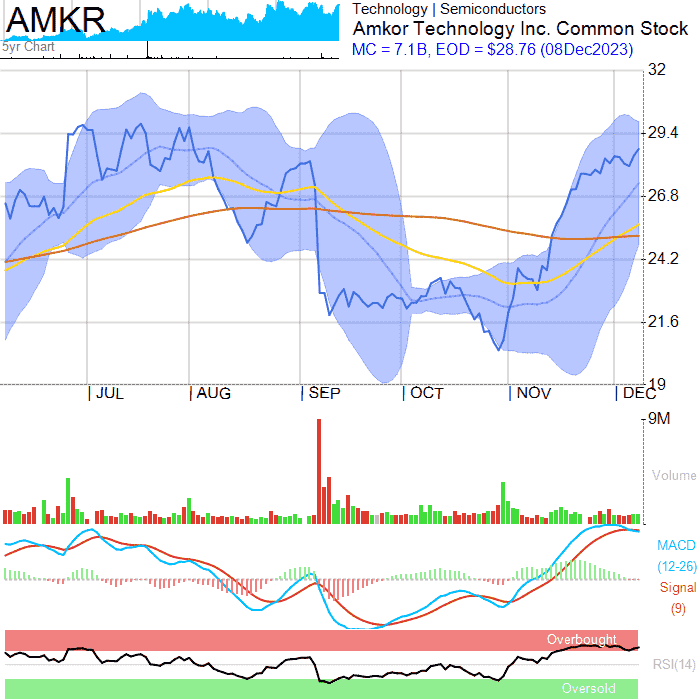 AMKR
5yr Chart
Technology | Semiconductors
Amkor Technology Inc. Common Stock
MC = 7.1B, EOD = $28.76 (08Dec2023)
32
29.4
26.8
24.2
21.6
19
JUL
AUG
SEP
OCT
NOV
DEC
9M
Volume
MACD
(12-26)
Signal
(9)
Overbought
RSI(14)
Oversold